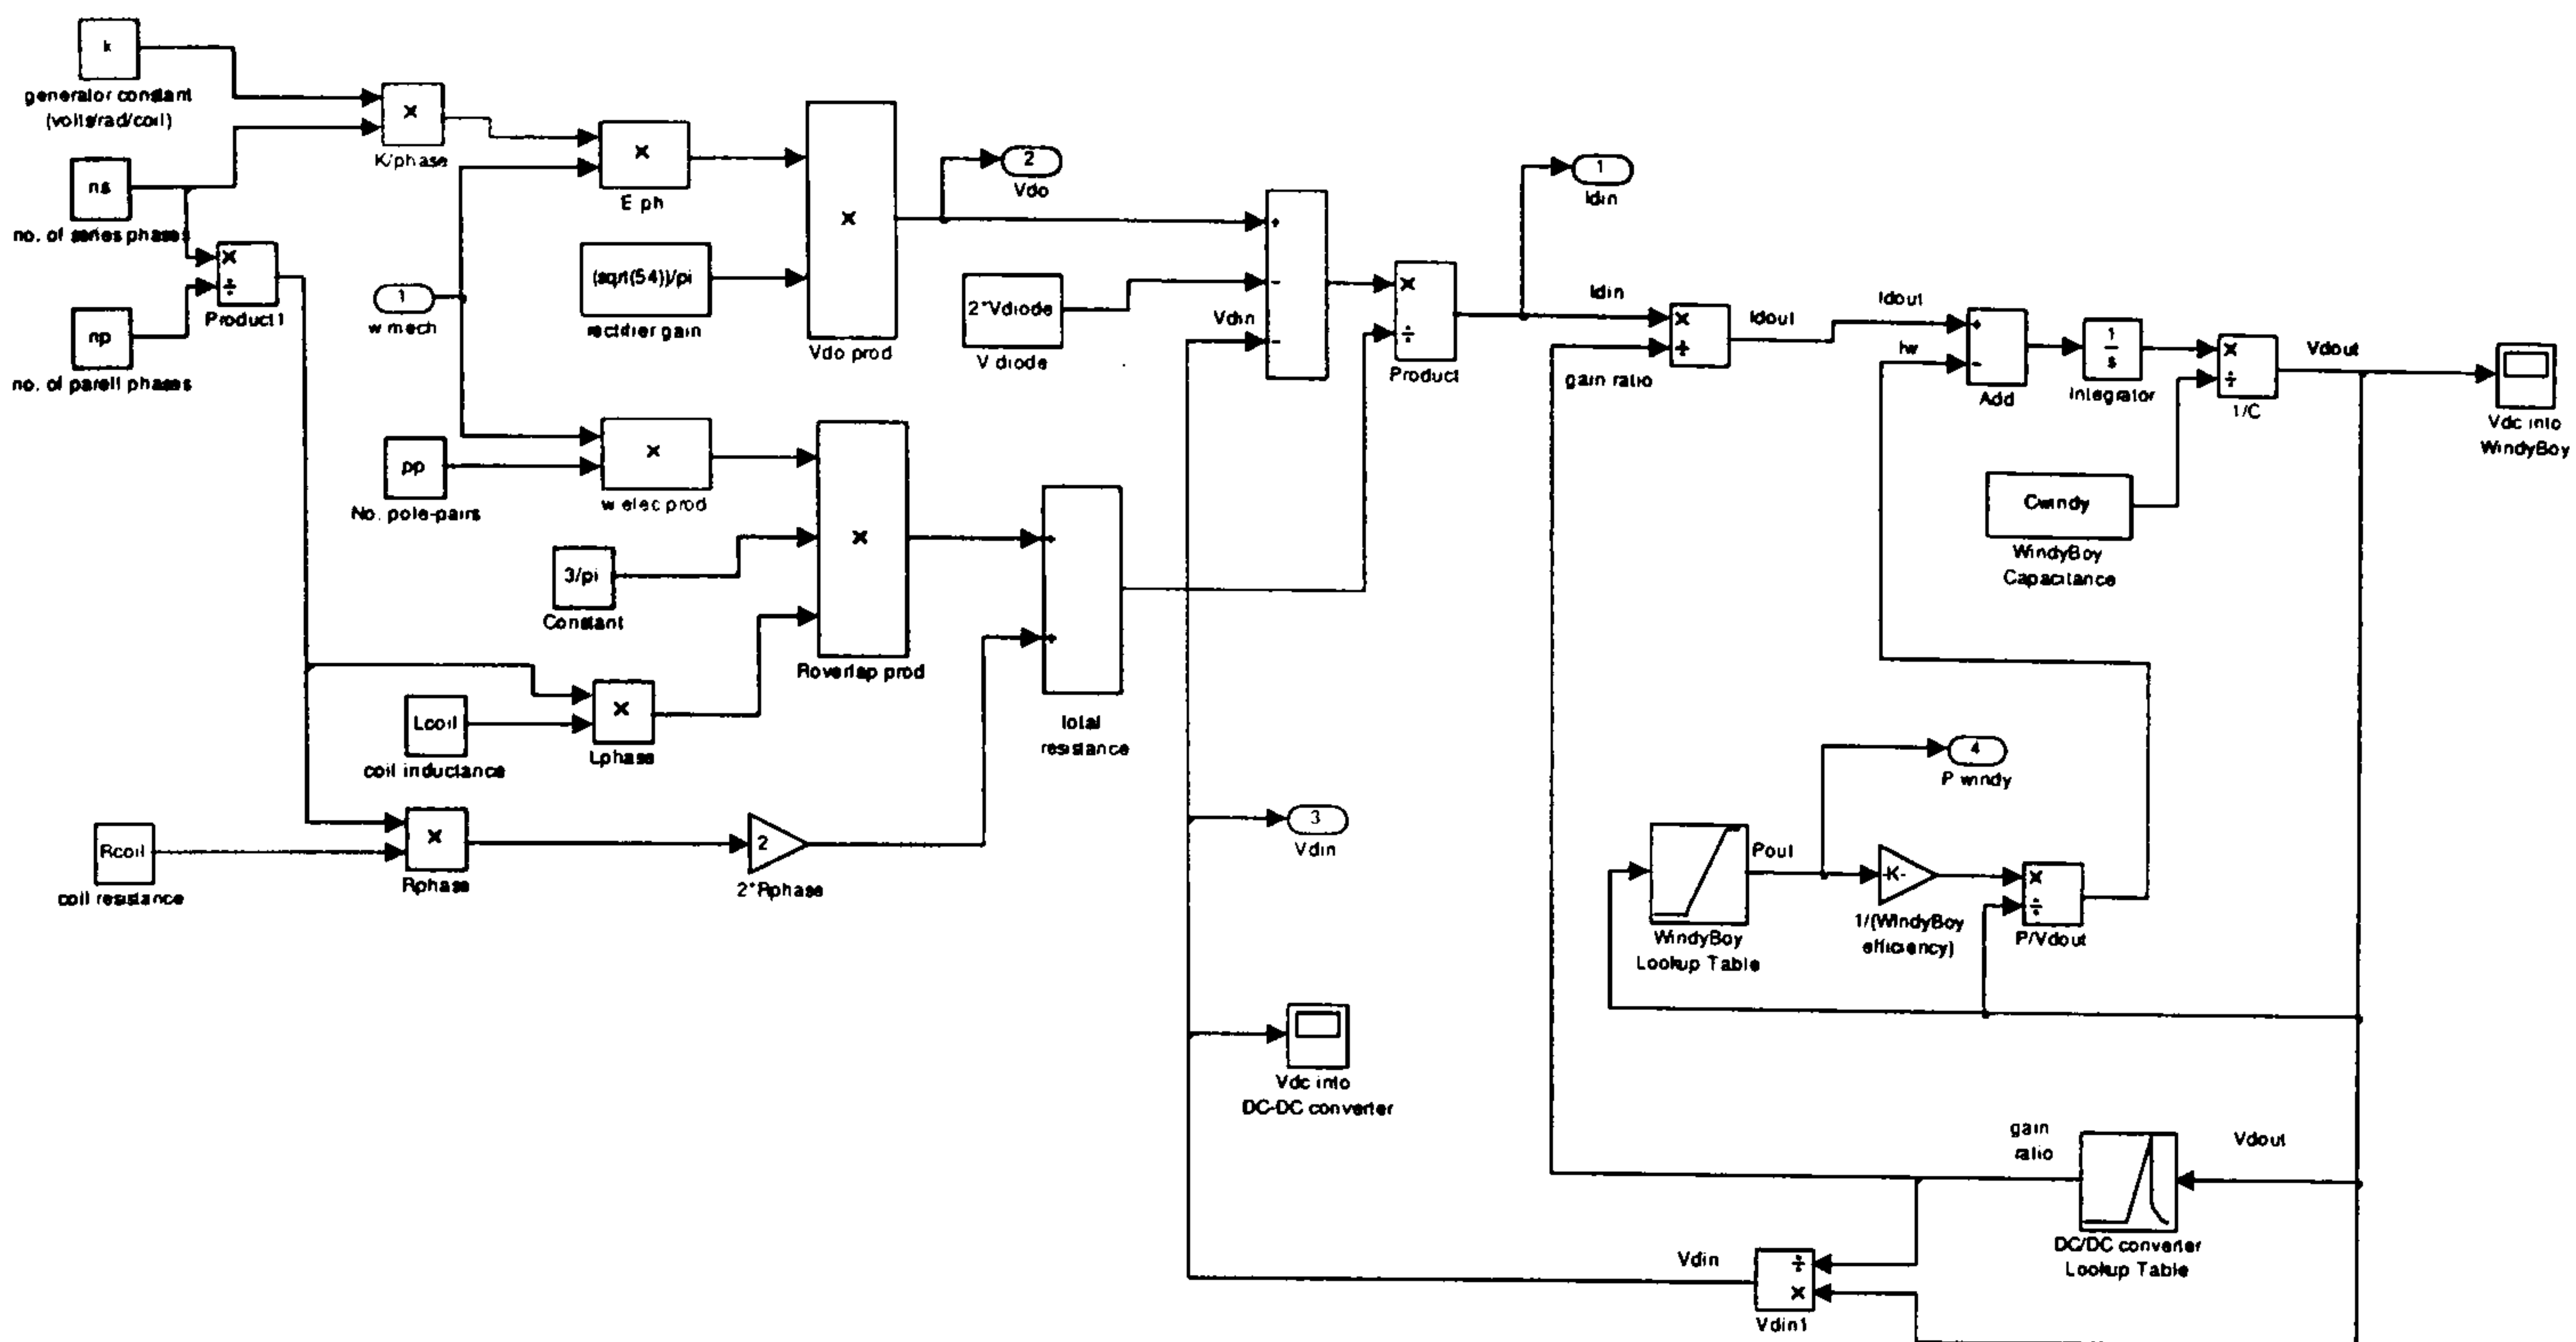 k
generator constant
(volts/rad/coil)
×
K/phase
ns
no. of series phases
×
÷
Product1
np
no. of parell phases
×
E ph
1
w mech
(sqrt(54))/pi
rectifier gain
×
Vdo prod
2
Vdo
2*Vdiode
V diode
Vdin
+
-
-
×
÷
Product
1
Idin
Idin
gain ratio
×
÷
Idout
Idout
Iw
+
-
Add
1
s
Integrator
×
÷
1/C
Vdout
Vdc into
WindyBoy
Cwindy
WindyBoy
Capacitance
pp
No. pole-pairs
×
w elec prod
3/pi
Constant
×
Roverlap prod
+
+
total
resistance
Lcoil
coil inductance
×
Lphase
Rcoil
coil resistance
×
Rphase
2
2*Rphase
3
Vdin
Vdc into
DC-DC converter
4
P windy
Pout
WindyBoy
Lookup Table
-K-
1/(WindyBoy
efficiency)
×
÷
P/Vdout
gain
ratio
Vdout
DC/DC converter
Lookup Table
Vdin
÷
×
Vdin1